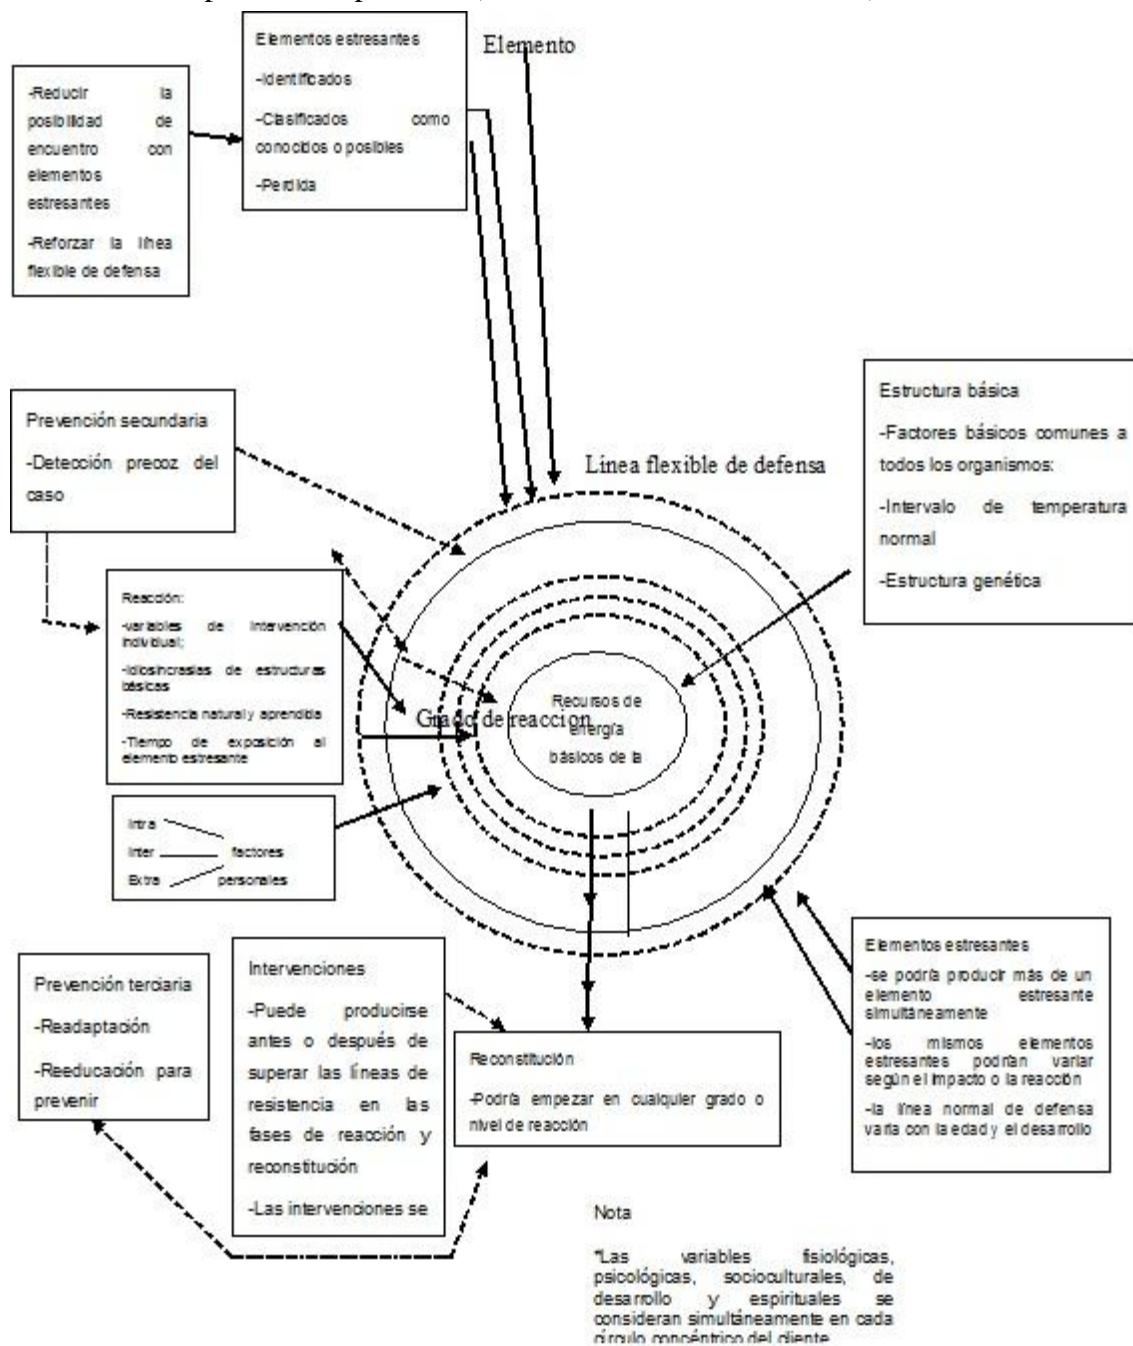 Elementos estresantes
-Identificados
-Clasificados como
conocidos o posibles
-Perdida
Elemento
-Reducir la
posibilidad de
encuentro con
elementos
estresantes
-Reforzar la línea
flexible de defensa
Prevención secundaria
-Detección precoz del
caso
Línea flexible de defensa
Estructura básica
-Factores básicos comunes a
todos los organismos:
-Intervalo de temperatura
normal
-Estructura genética
Reacción:
-variables de intervención
individual;
-Idiosincrasias de estructuras
básicas
-Resistencia natural y aprendida
-Tiempo de exposición al
elemento estresante
Grado de reaccion
Recursos de
energía
básicos de la
Intra
Inter factores
Extra personales
Prevención terciaria
-Readaptación
-Reeducación para
prevenir
Intervenciones
-Puede producirse
antes o después de
superar las líneas de
resistencia en las
fases de reacción y
reconstitución
-Las intervenciones se
Reconstitución
-Podría empezar en cualquier grado o
nivel de reacción
Elementos estresantes
-se podría producir más de un
elemento estresante
simultáneamente
-los mismos elementos
estresantes podrían variar
según el impacto o la reacción
-la línea normal de defensa
varia con la edad y el desarrollo
Nota
*Las variables fisiológicas,
psicológicas, socioculturales, de
desarrollo y espirituales se
consideran simultáneamente en cada
círculo concéntrico del cliente